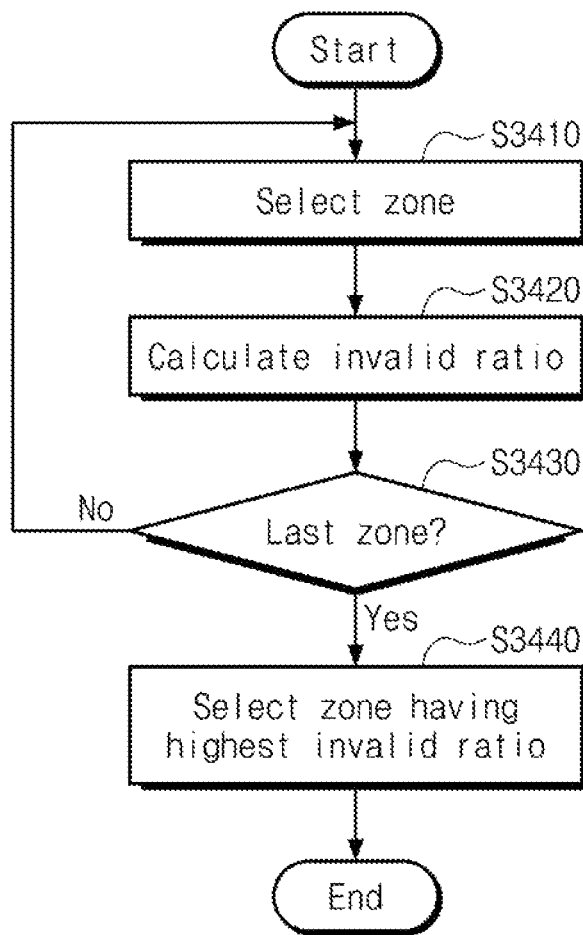 Start
S3410
Select zone
S3420
Calculate invalid ratio
S3430
Last zone?
No
Yes
S3440
Select zone having
highest invalid ratio
End